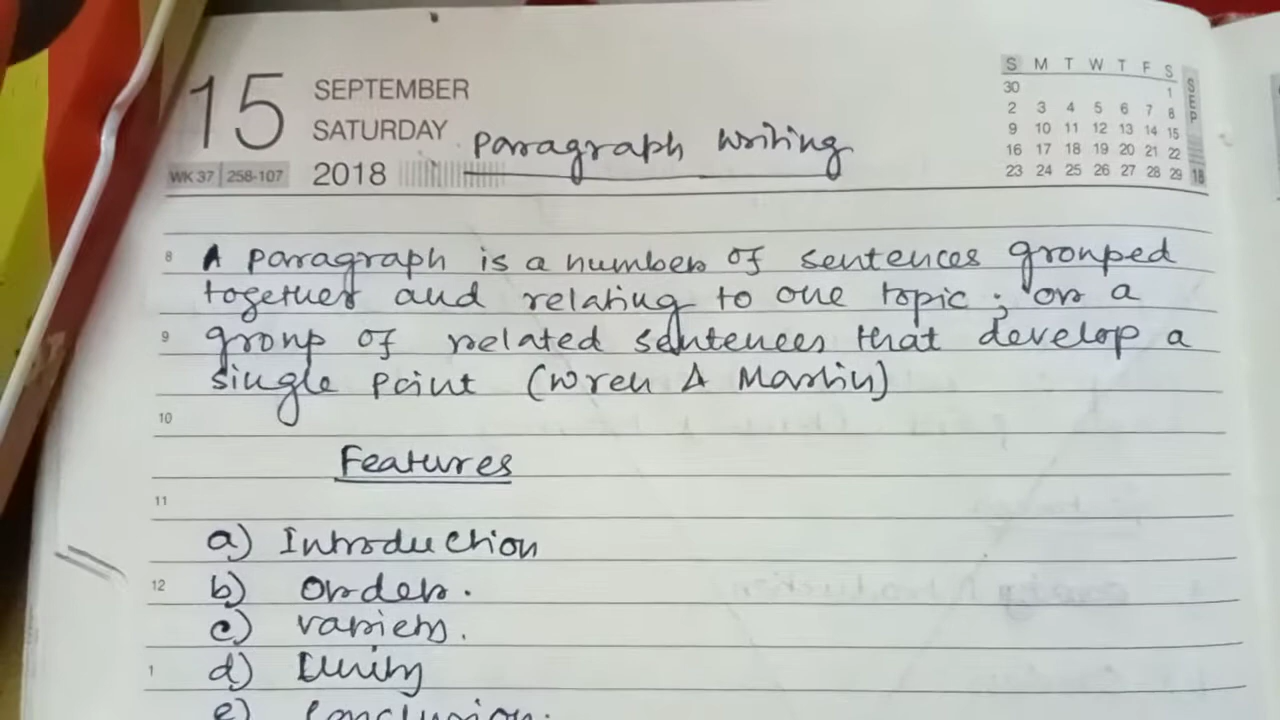 15 SEPTEMBER
SATURDAY
2018
WK 37 | 258-107
Paragraph writing
S M T W T F S
30 1
2 3 4 5 6 7 8
9 10 11 12 13 14 15
16 17 18 19 20 21 22
23 24 25 26 27 28 29
SEP
18
8 A paragraph is a number of sentences grouped
together and relating to one topic ; or a
9 group of related sentences that develop a
single point (Wren & Martin)
10
Features
11
a) Introduction
12 b) Order.
c) variety.
1 d) Unity
e) Conclusion.